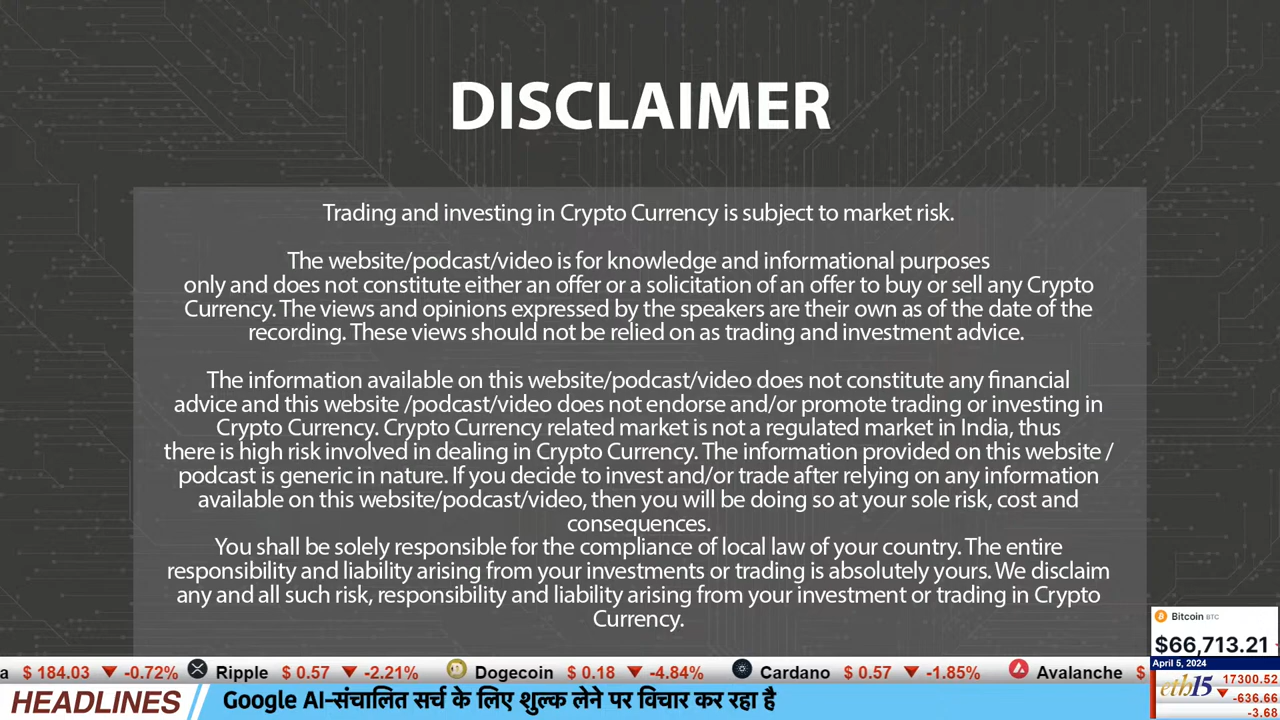 DISCLAIMER
Trading and investing in Crypto Currency is subject to market risk.
The website/podcast/video is for knowledge and informational purposes
only and does not constitute either an offer or a solicitation of an offer to buy or sell any Crypto
Currency. The views and opinions expressed by the speakers are their own as of the date of the
recording. These views should not be relied on as trading and investment advice.
The information available on this website/podcast/video does not constitute any financial
advice and this website /podcast/video does not endorse and/or promote trading or investing in
Crypto Currency. Crypto Currency related market is not a regulated market in India, thus
there is high risk involved in dealing in Crypto Currency. The information provided on this website /
podcast is generic in nature. If you decide to invest and/or trade after relying on any information
available on this website/podcast/video, then you will be doing so at your sole risk, cost and
consequences.
You shall be solely responsible for the compliance of local law of your country. The entire
responsibility and liability arising from your investments or trading is absolutely yours. We disclaim
any and all such risk, responsibility and liability arising from your investment or trading in Crypto
Currency.
Bitcoin BTC
$66,713.21
a $ 184.03 ▼ -0.72% Ripple $ 0.57 ▼ -2.21% Dogecoin $ 0.18 ▼ -4.84% Cardano $ 0.57 ▼ -1.85% Avalanche $
April 5, 2024
eth15 17300.52
▼ -636.66
-3.68
HEADLINES Google AI-संचालित सर्च के लिए शुल्क लेने पर विचार कर रहा है